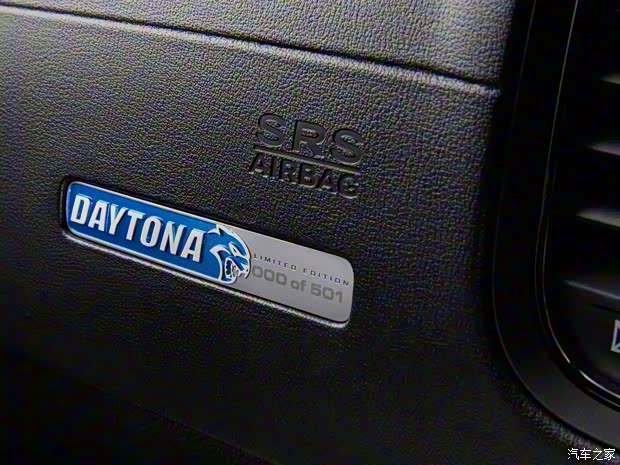 SRS
AIRBAG
DAYTONA
LIMITED EDITION
000 of 501
汽车之家